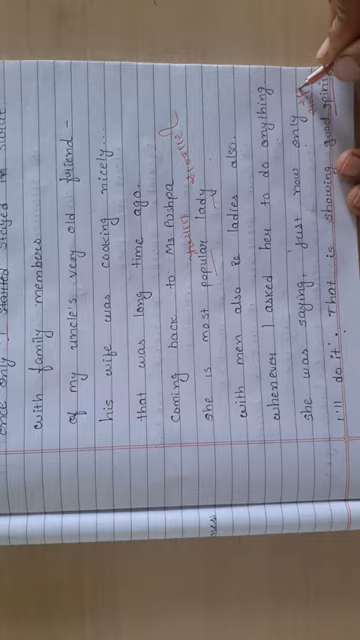 once only I started stayed in Surat
with family members
of my uncle's very old friend -
his wife was cooking nicely...
that was long time ago.
coming back to Ms. Pushpa
she is most popular lady
with men also & ladies also.
whenever I asked her to do anything
she was saying, 'just now only
I'll do it'. That is showing good spirit